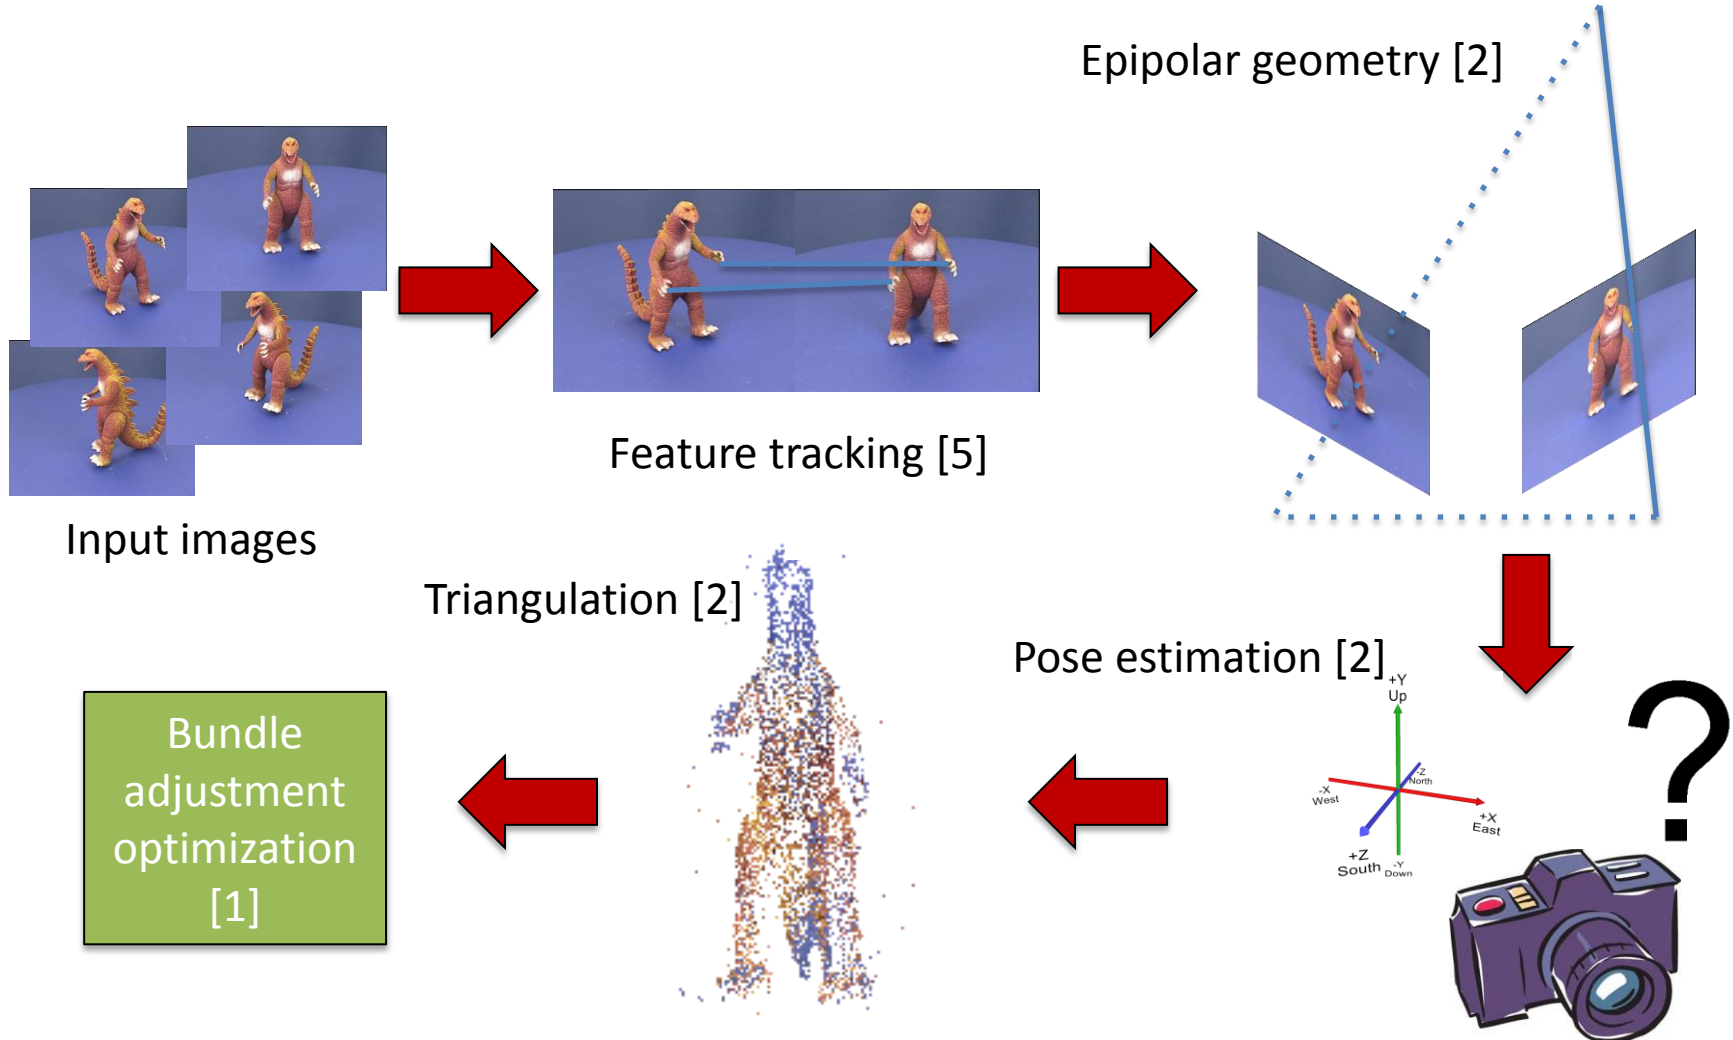 Epipolar geometry [2]
Feature tracking [5]
Input images
Triangulation [2]
Pose estimation [2]
+Y
Up
-Z
North
-X
West
+X
East
+Z
South
-Y
Down
Bundle
adjustment
optimization
[1]
?